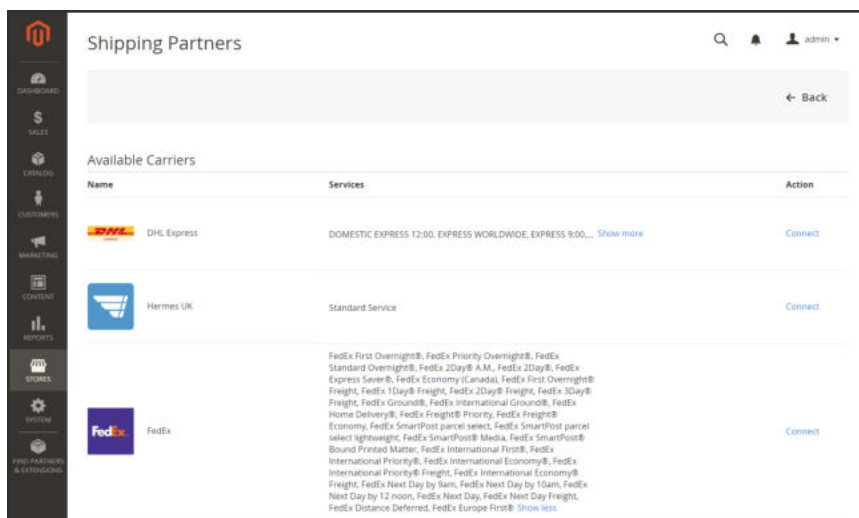 Shipping Partners
admin
DASHBOARD
SALES
CATALOG
CUSTOMERS
MARKETING
CONTENT
REPORTS
STORES
SYSTEM
FIND PARTNERS
& EXTENSIONS
← Back
Available Carriers
Name Services Action
DHL DHL Express DOMESTIC EXPRESS 12:00, EXPRESS WORLDWIDE, EXPRESS 9:00,... Show more Connect
Hermes UK Standard Service Connect
FedEx First Overnight®, FedEx Priority Overnight®, FedEx
Standard Overnight®, FedEx 2Day® A.M., FedEx 2Day®, FedEx
Express Saver®, FedEx Economy (Canada), FedEx First Overnight®
Freight, FedEx 1Day® Freight, FedEx 2Day® Freight, FedEx 3Day®
Freight, FedEx Ground®, FedEx International Ground®, FedEx
Home Delivery®, FedEx Freight® Priority, FedEx Freight®
Economy, FedEx SmartPost parcel select, FedEx SmartPost parcel
select lightweight, FedEx SmartPost® Media, FedEx SmartPost®
FedEx FedEx Bound Printed Matter, FedEx International First®, FedEx Connect
International Priority®, FedEx International Economy®, FedEx
International Priority® Freight, FedEx International Economy®
Freight, FedEx Next Day by 9am, FedEx Next Day by 10am, FedEx
Next Day by 12 noon, FedEx Next Day, FedEx Next Day Freight,
FedEx Distance Deferred, FedEx Europe First® Show less